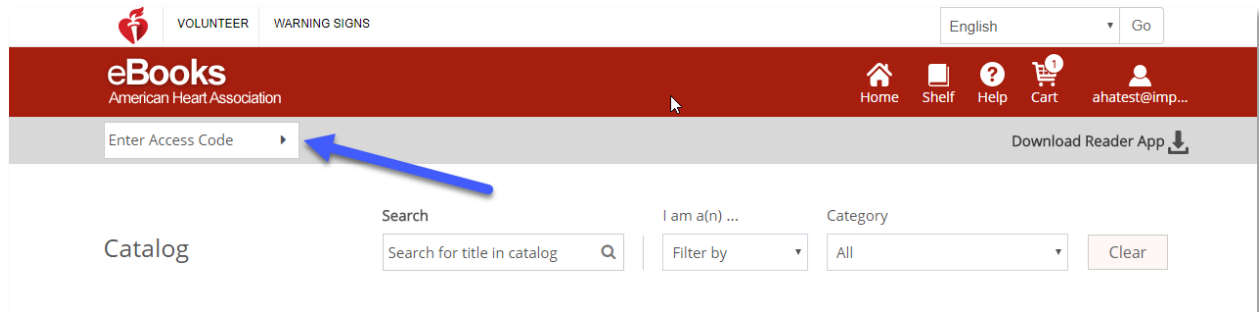 VOLUNTEER WARNING SIGNS English Go
eBooks
American Heart Association
1
Home Shelf Help Cart ahatest@imp...
Enter Access Code Download Reader App
Search I am a(n) ... Category
Catalog Search for title in catalog Filter by All Clear